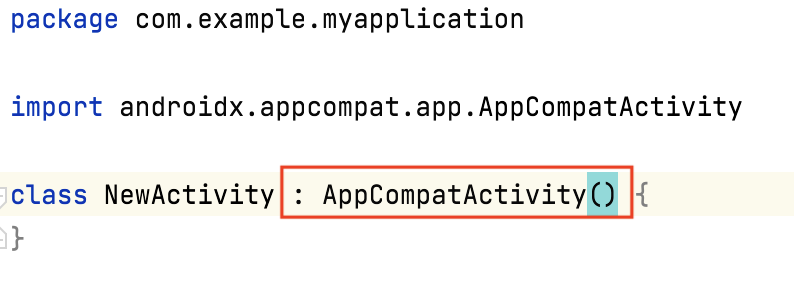 package com.example.myapplication
import androidx.appcompat.app.AppCompatActivity
class NewActivity : AppCompatActivity() {
}